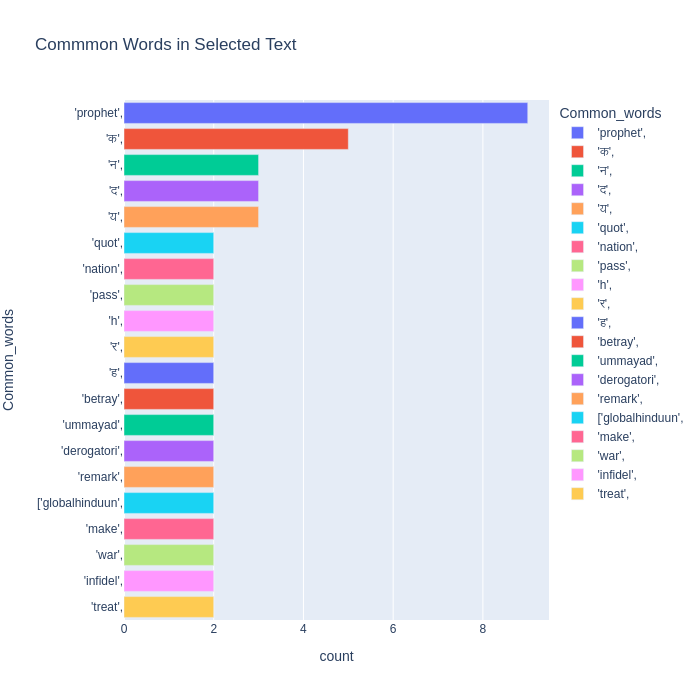 Commmon Words in Selected Text
Common_words
'prophet',
'क',
'न',
'द',
'य',
'quot',
'nation',
'pass',
'h',
'र',
'ह',
'betray',
'ummayad',
'derogatori',
'remark',
['globalhinduun',
'make',
'war',
'infidel',
'treat',
0 2 4 6 8
count
Common_words
'prophet',
'क',
'न',
'द',
'य',
'quot',
'nation',
'pass',
'h',
'र',
'ह',
'betray',
'ummayad',
'derogatori',
'remark',
['globalhinduun',
'make',
'war',
'infidel',
'treat',